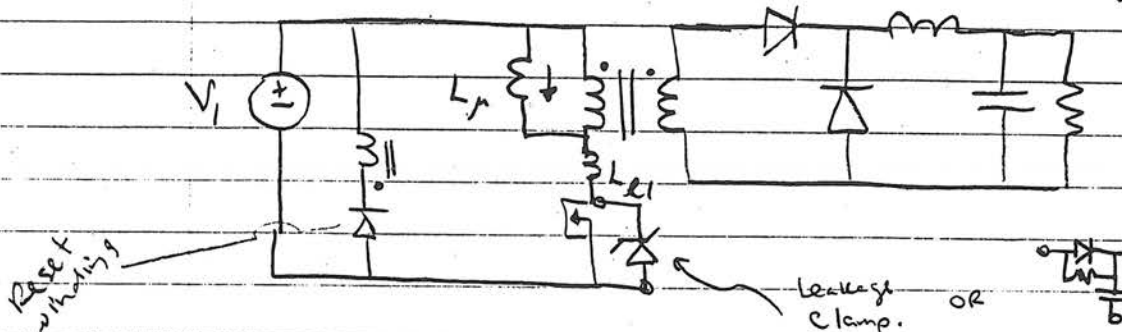 V1
Lμ
Lℓ1
Reset
winding
Leakage
Clamp.
OR